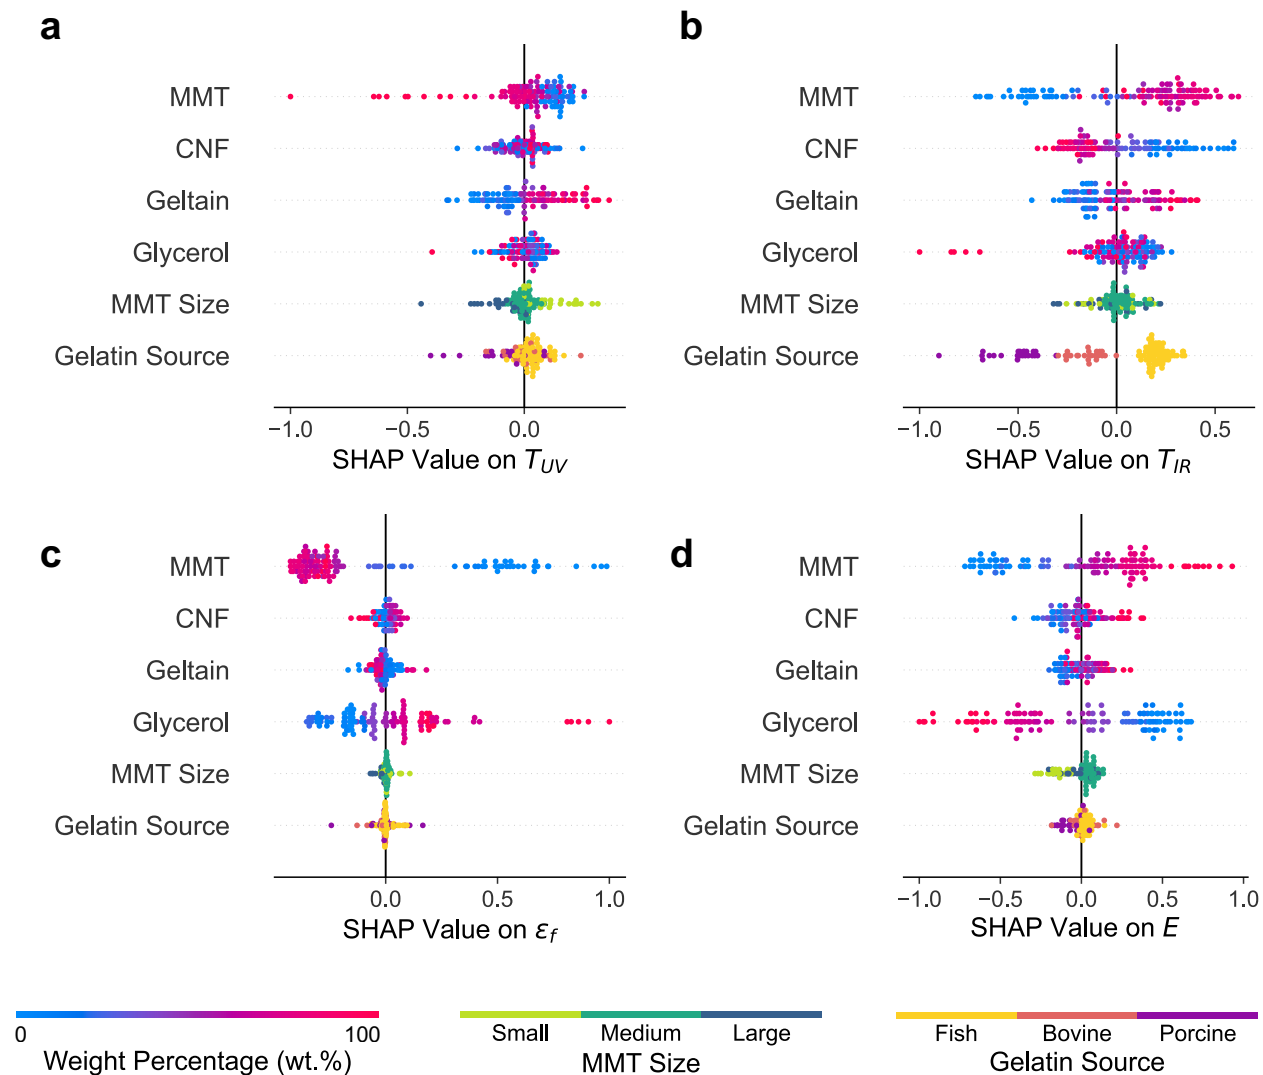 a
MMT
CNF
Geltain
Glycerol
MMT Size
Gelatin Source
−1.0 −0.5 0.0
SHAP Value on T_UV
b
MMT
CNF
Geltain
Glycerol
MMT Size
Gelatin Source
−1.0 −0.5 0.0 0.5
SHAP Value on T_IR
c
MMT
CNF
Geltain
Glycerol
MMT Size
Gelatin Source
0.0 0.5 1.0
SHAP Value on ε_f
d
MMT
CNF
Geltain
Glycerol
MMT Size
Gelatin Source
−1.0 −0.5 0.0 0.5 1.0
SHAP Value on E
0 100
Weight Percentage (wt.%)
Small Medium Large
MMT Size
Fish Bovine Porcine
Gelatin Source